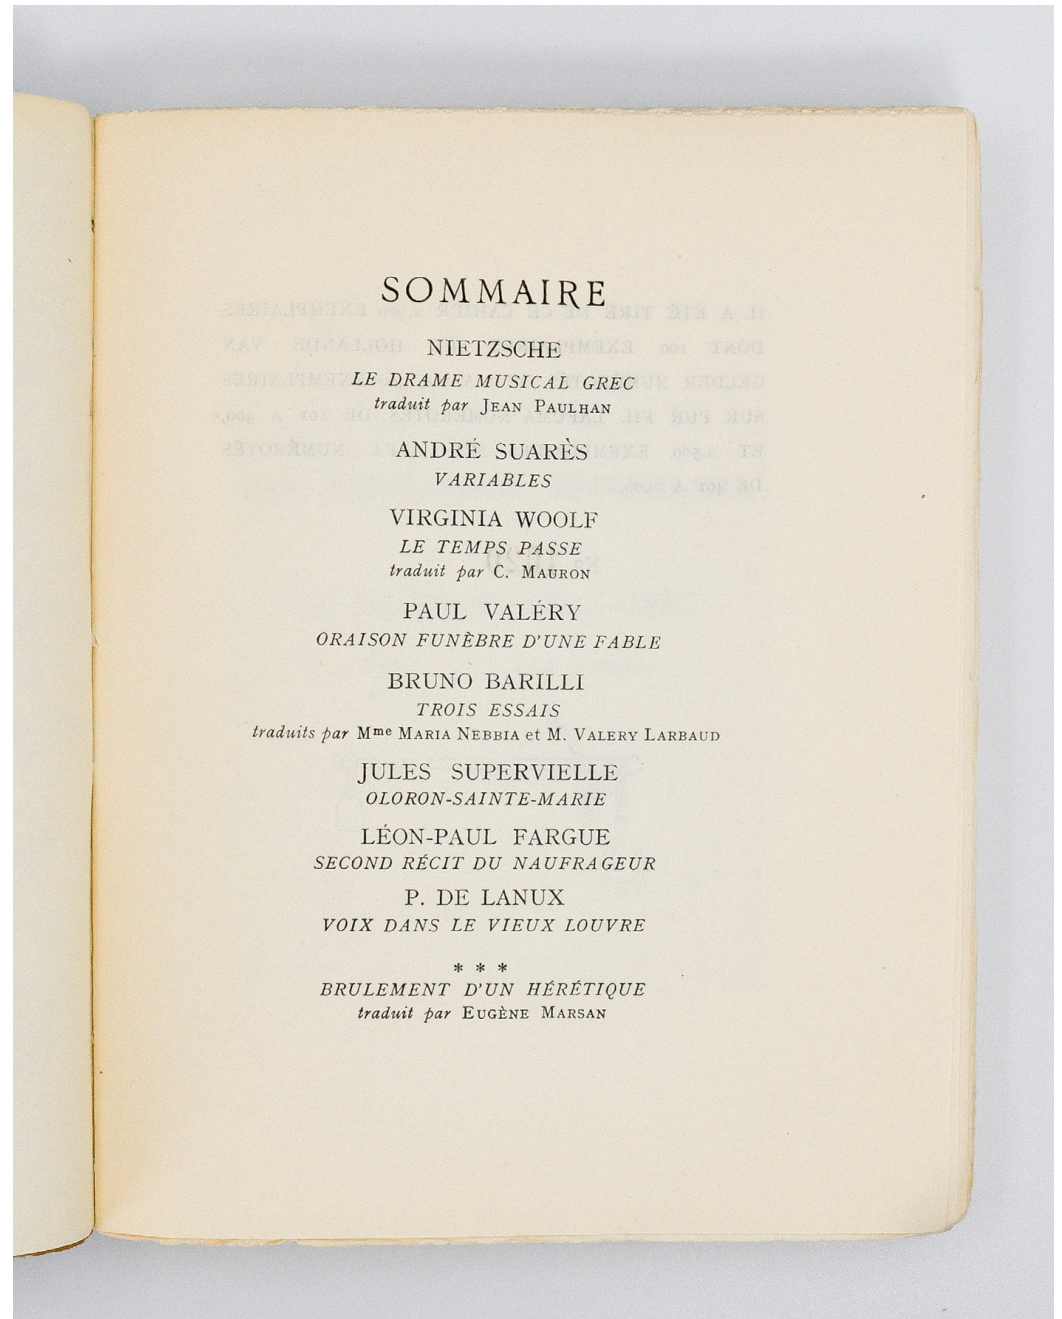 SOMMAIRE
NIETZSCHE
LE DRAME MUSICAL GREC
traduit par JEAN PAULHAN
ANDRÉ SUARÈS
VARIABLES
VIRGINIA WOOLF
LE TEMPS PASSE
traduit par C. MAURON
PAUL VALÉRY
ORAISON FUNÈBRE D'UNE FABLE
BRUNO BARILLI
TROIS ESSAIS
traduits par Mme MARIA NEBBIA et M. VALERY LARBAUD
JULES SUPERVIELLE
OLORON-SAINTE-MARIE
LÉON-PAUL FARGUE
SECOND RÉCIT DU NAUFRAGEUR
P. DE LANUX
VOIX DANS LE VIEUX LOUVRE
* * *
BRULEMENT D'UN HÉRÉTIQUE
traduit par EUGÈNE MARSAN